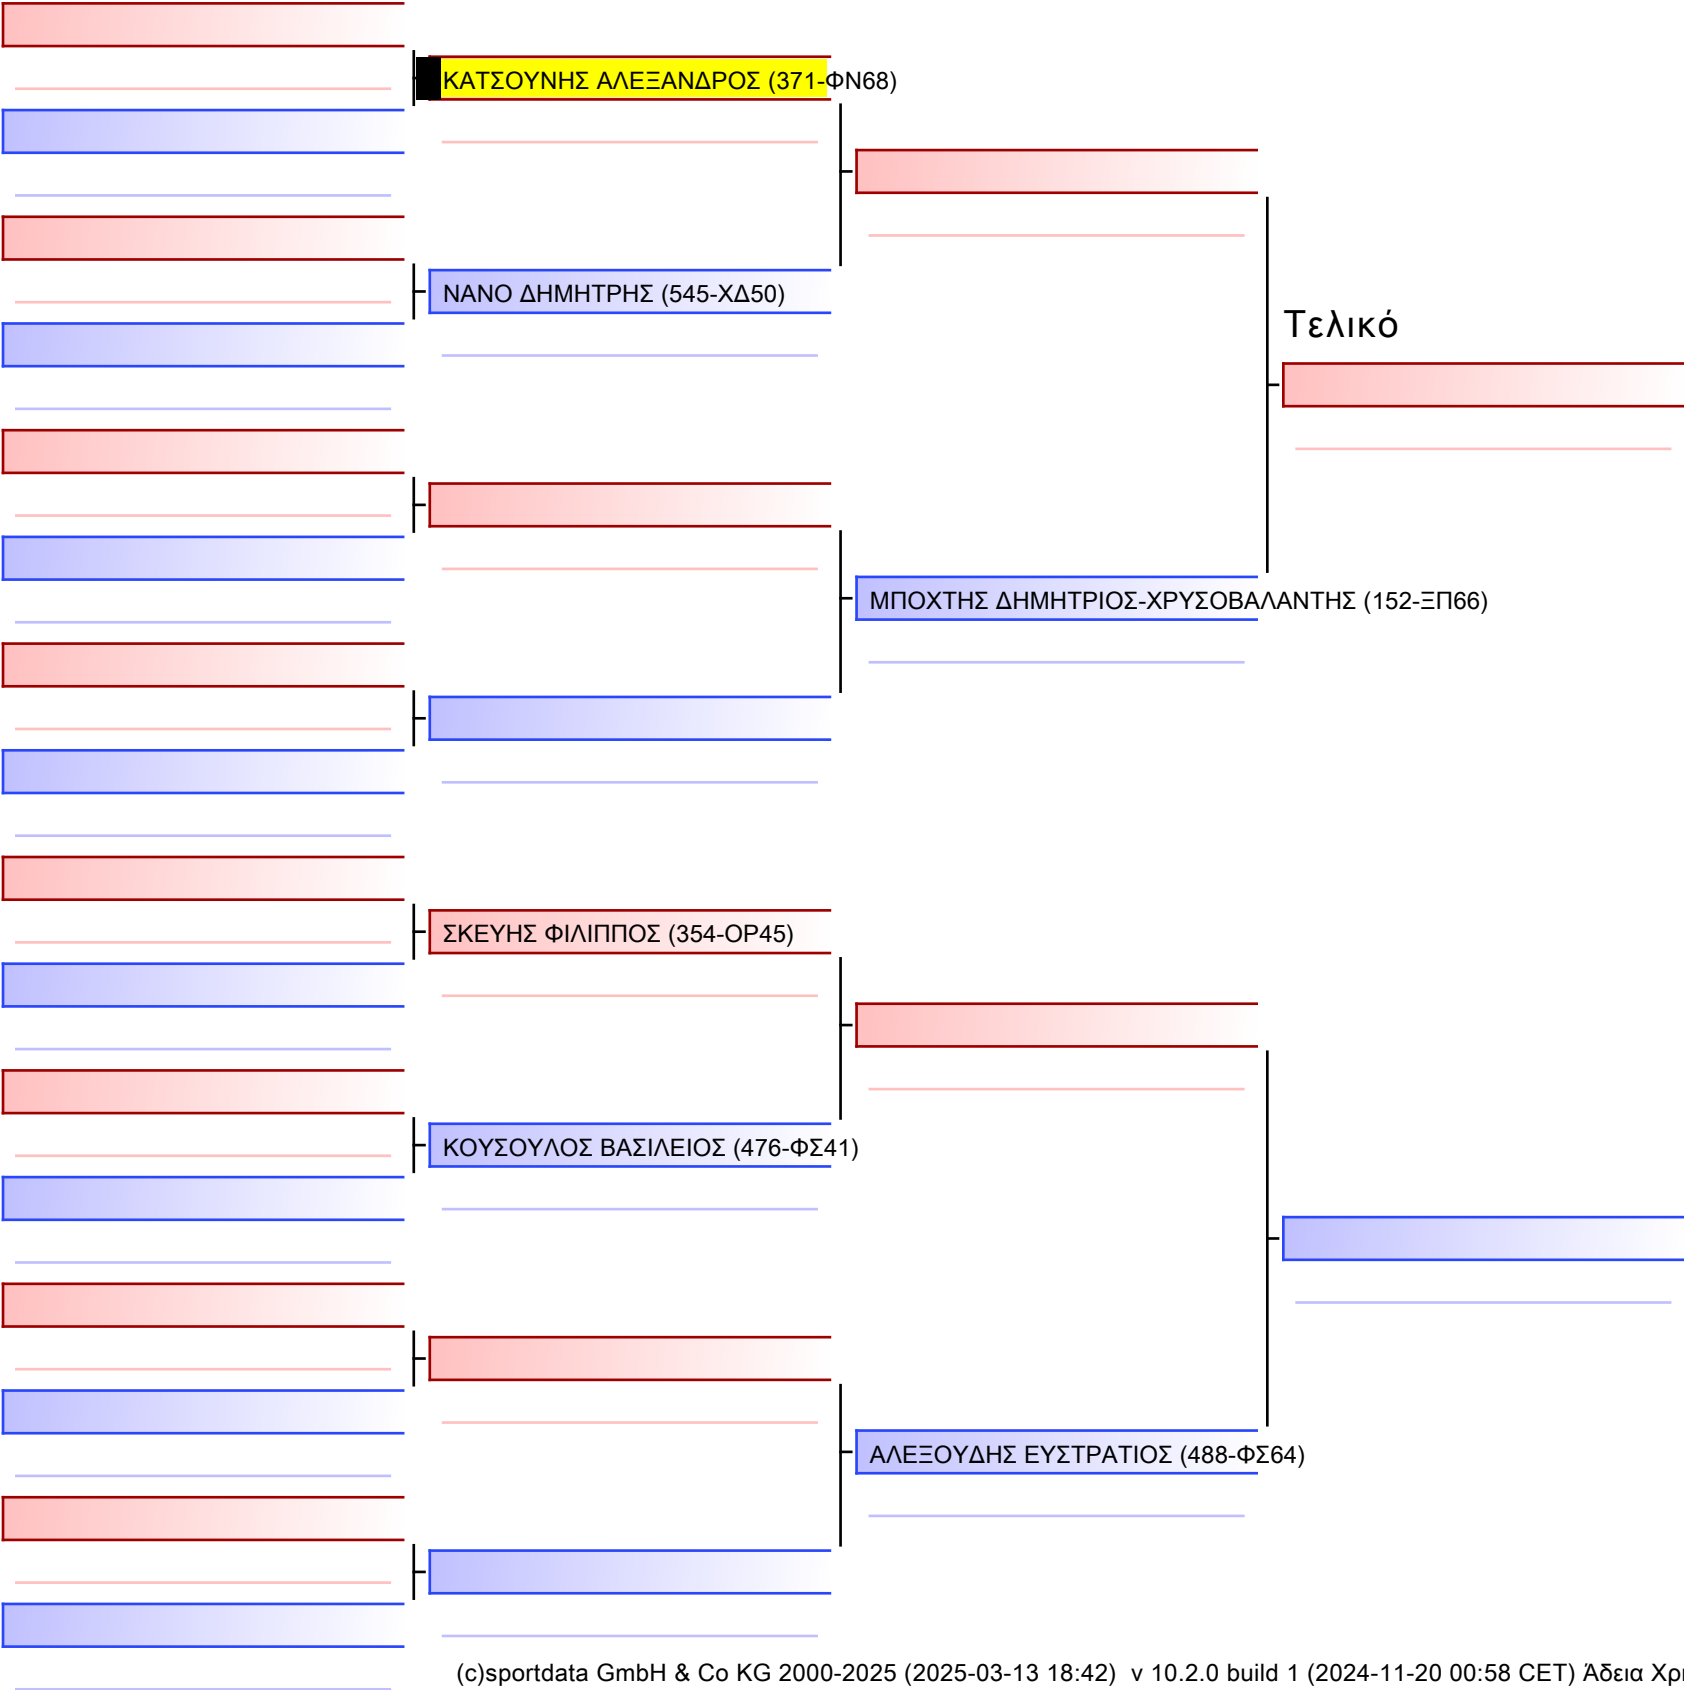 ΚΑΤΣΟΥΝΗΣ ΑΛΕΞΑΝΔΡΟΣ (371-ΦΝ68)
ΝΑΝΟ ΔΗΜΗΤΡΗΣ (545-ΧΔ50)
Τελικό
ΜΠΟΧΤΗΣ ΔΗΜΗΤΡΙΟΣ-ΧΡΥΣΟΒΑΛΑΝΤΗΣ (152-ΞΠ66)
ΣΚΕΥΗΣ ΦΙΛΙΠΠΟΣ (354-ΟΡ45)
ΚΟΥΣΟΥΛΟΣ ΒΑΣΙΛΕΙΟΣ (476-ΦΣ41)
ΑΛΕΞΟΥΔΗΣ ΕΥΣΤΡΑΤΙΟΣ (488-ΦΣ64)
(c)sportdata GmbH & Co KG 2000-2025 (2025-03-13 18:42) v 10.2.0 build 1 (2024-11-20 00:58 CET) Άδεια